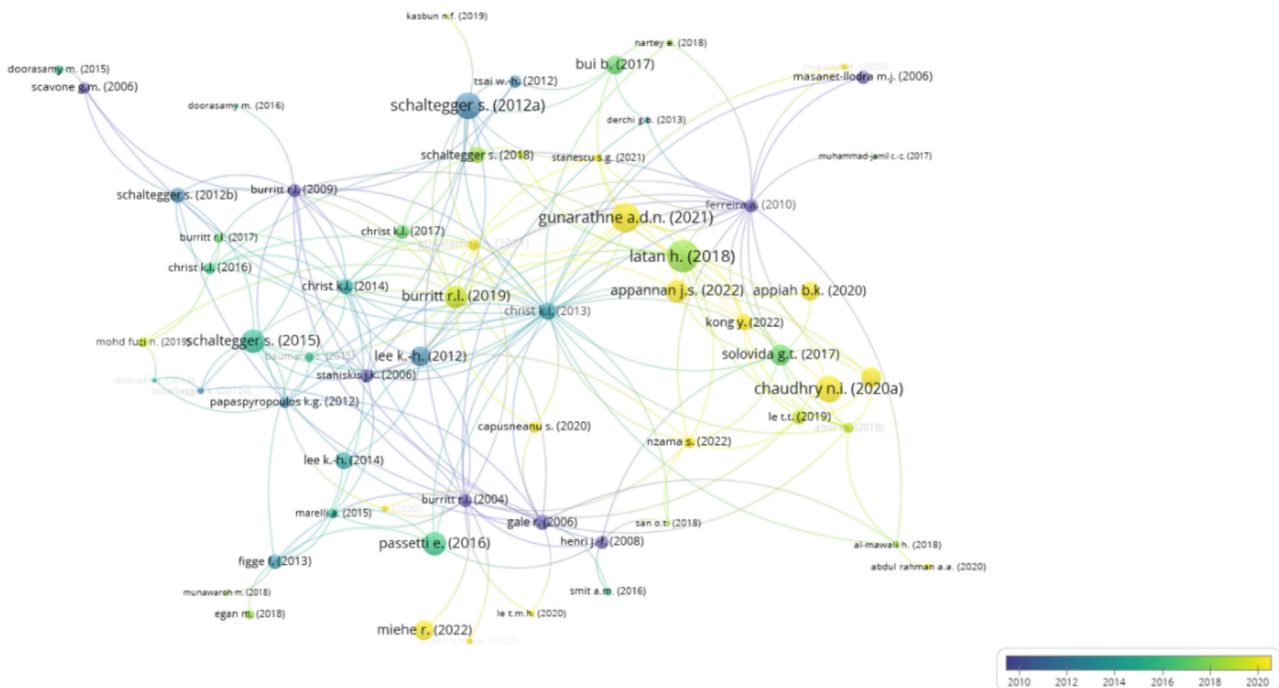 kasbun n.f. (2019)
nartey e. (2018)
bui b. (2017)
doorasamy m. (2015)
scavone g.m. (2006)
tsai w.-h. (2012)
masanet-llodra m.j. (2006)
doorasamy m. (2016)
schaltegger s. (2012a)
derchi g.b. (2013)
schaltegger s. (2018)
stanescu s.g. (2021)
muhammad-jamil c.-z. (2017)
schaltegger s. (2012b)
burritt r.l. (2009)
ferreira a. (2010)
gunarathne a.d.n. (2021)
christ k.l. (2017)
burritt r.l. (2017)
latan h. (2018)
christ k.l. (2016)
christ k.l. (2014)
burritt r.l. (2019)
appannan j.s. (2022)
appiah b.k. (2020)
christ k.l. (2013)
kong y. (2022)
mohd fuzi n. (2019)
schaltegger s. (2015)
lee k.-h. (2012)
solovida g.t. (2017)
staniskis j.k. (2006)
chaudhry n.i. (2020a)
papaspyropoulos k.g. (2012)
le t.t. (2019)
capusneanu s. (2020)
nzama s. (2022)
lee k.-h. (2014)
burritt r.l. (2004)
marelli a. (2015)
gale r. (2006)
san o.t. (2018)
passetti e. (2016)
henri j.-f. (2008)
al-mawali h. (2018)
figge f. (2013)
abdul rahman a.a. (2020)
munawaroh m. (2018)
smit a.m. (2016)
egan m. (2018)
le t.m.h. (2020)
miehe r. (2022)
2010 2012 2014 2016 2018 2020